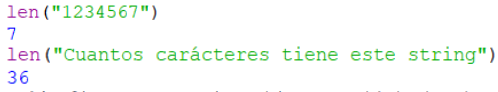 len("1234567")
7
len("Cuantos carácteres tiene este string")
36